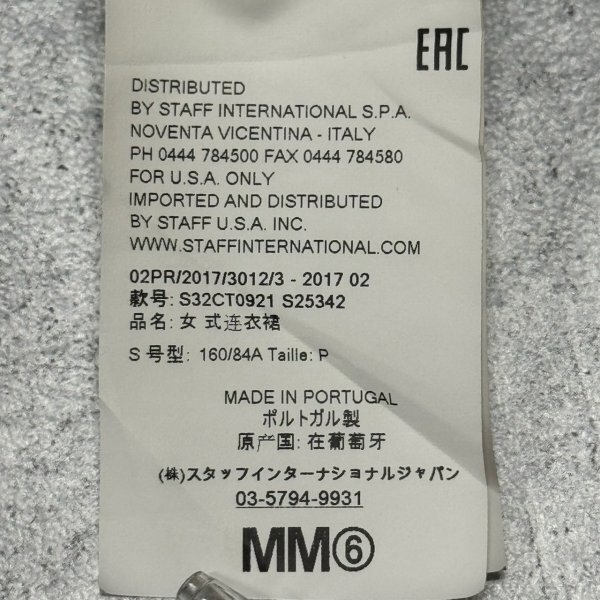 EAC
DISTRIBUTED
BY STAFF INTERNATIONAL S.P.A.
NOVENTA VICENTINA - ITALY
PH 0444 784500 FAX 0444 784580
FOR U.S.A. ONLY
IMPORTED AND DISTRIBUTED
BY STAFF U.S.A. INC.
WWW.STAFFINTERNATIONAL.COM
02PR/2017/3012/3 - 2017 02
款号: S32CT0921 S25342
品名: 女 式连衣裙
S 号型: 160/84A Taille: P
MADE IN PORTUGAL
ポルトガル製
原产国: 在葡萄牙
(株)スタッフインターナショナルジャパン
03-5794-9931
MM⑥